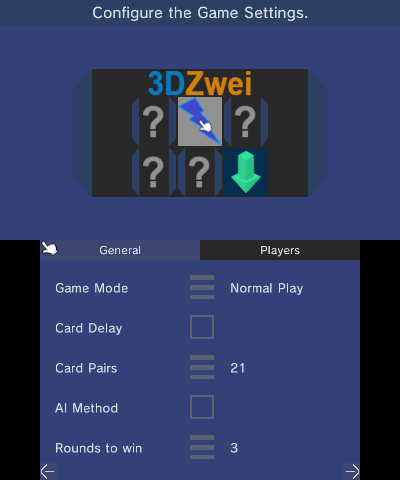 Configure the Game Settings.
3DZwei
? ?
? ?
General Players
Game Mode Normal Play
Card Delay
Card Pairs 21
AI Method
Rounds to win 3